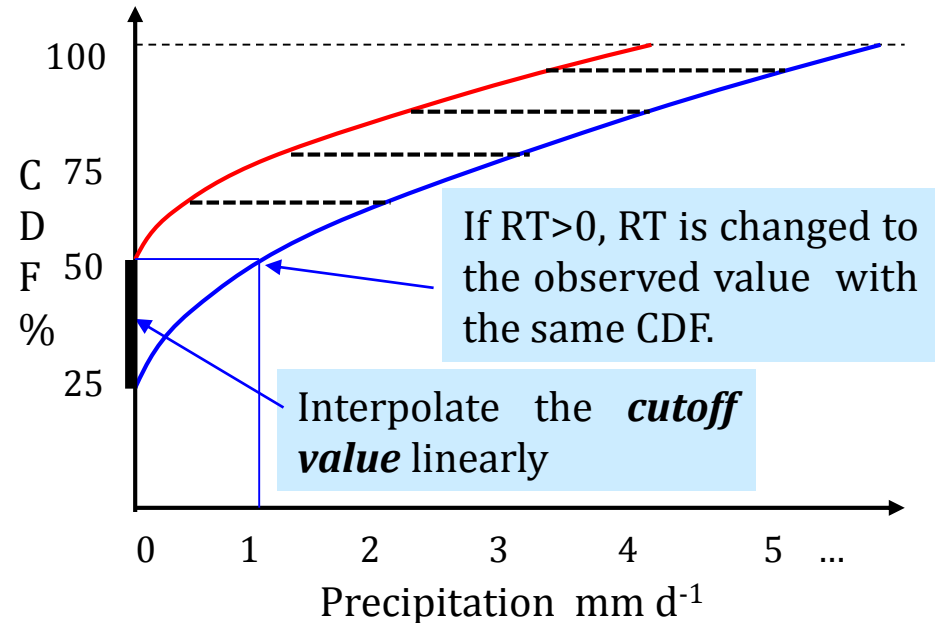 100
C
D
F
%
75
50
25
If RT>0, RT is changed to
the observed value with
the same CDF.
Interpolate the cutoff
value linearly
0 1 2 3 4 5 ...
Precipitation mm d-1